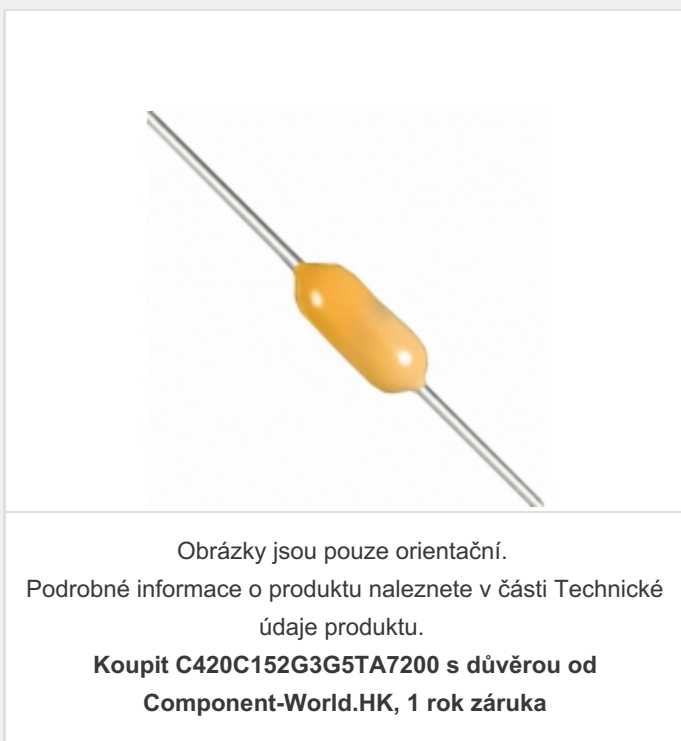 Obrázky jsou pouze orientační.
Podrobné informace o produktu naleznete v části Technické
údaje produktu.
Koupit C420C152G3G5TA7200 s důvěrou od
Component-World.HK, 1 rok záruka